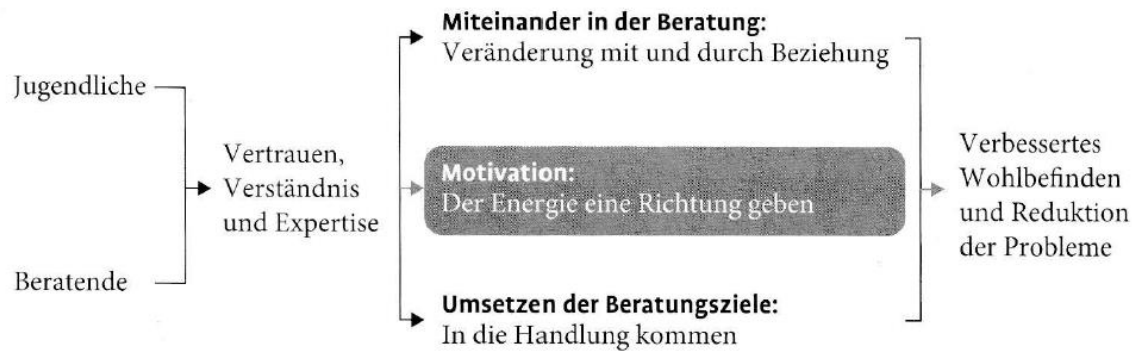 Jugendliche
Beratende
Vertrauen,
Verständnis
und Expertise
Miteinander in der Beratung:
Veränderung mit und durch Beziehung
Motivation:
Der Energie eine Richtung geben
Umsetzen der Beratungsziele:
In die Handlung kommen
Verbessertes
Wohlbefinden
und Reduktion
der Probleme